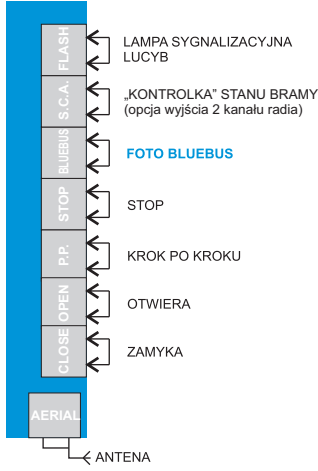 FLASH
LAMPA SYGNALIZACYJNA
LUCYB
S.C.A.
„KONTROLKA” STANU BRAMY
(opcja wyjścia 2 kanału radia)
BLUEBUS
FOTO BLUEBUS
STOP
STOP
P.P.
KROK PO KROKU
OPEN
OTWIERA
CLOSE
ZAMYKA
AERIAL
ANTENA